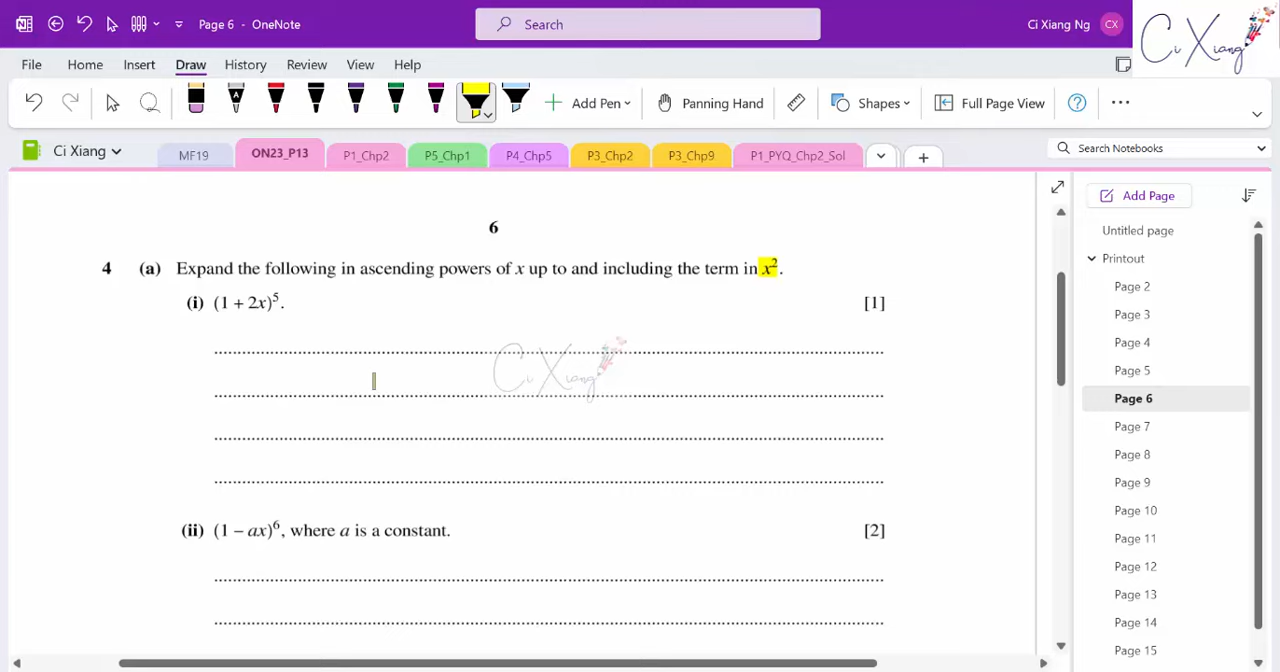 Page 6 - OneNote
Search
Ci Xiang Ng
CX
Ci Xiang
File
Home
Insert
Draw
History
Review
View
Help
A
Add Pen
Panning Hand
Shapes
Full Page View
?
Ci Xiang
MF19
ON23_P13
P1_Chp2
P5_Chp1
P4_Chp5
P3_Chp2
P3_Chp9
P1_PYQ_Chp2_Sol
Search Notebooks
6
4 (a) Expand the following in ascending powers of x up to and including the term in x².
(i) (1 + 2x)⁵. [1]
Ci Xiang
(ii) (1 – ax)⁶, where a is a constant. [2]
Add Page
Untitled page
Printout
Page 2
Page 3
Page 4
Page 5
Page 6
Page 7
Page 8
Page 9
Page 10
Page 11
Page 12
Page 13
Page 14
Page 15